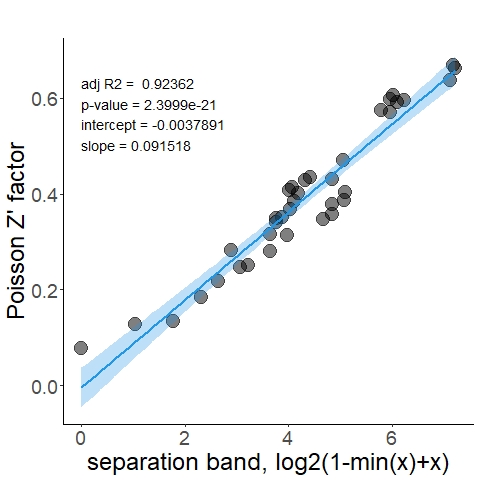 adj R2 =  0.92362
p-value = 2.3999e-21
intercept = -0.0037891
slope = 0.091518
Poisson Z' factor
0.6
0.4
0.2
0.0
0 2 4 6
separation band, log2(1-min(x)+x)